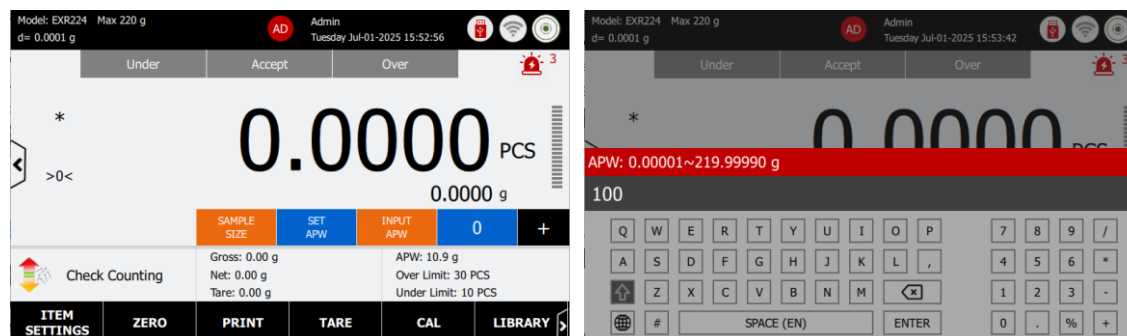 Model: EXR224 Max 220 g
d= 0.0001 g
AD
Admin
Tuesday Jul-01-2025 15:52:56
Under Accept Over
3
*
0.0000 PCS
>0<
0.0000 g
SAMPLE SIZE
SET APW
INPUT APW
0
+
Check Counting
Gross: 0.00 g
Net: 0.00 g
Tare: 0.00 g
APW: 10.9 g
Over Limit: 30 PCS
Under Limit: 10 PCS
ITEM SETTINGS
ZERO
PRINT
TARE
CAL
LIBRARY
Model: EXR224 Max 220 g
d= 0.0001 g
AD
Admin
Tuesday Jul-01-2025 15:53:42
Under Accept Over
3
*
0.0000 PCS
APW: 0.00001~219.99990 g
100
Q W E R T Y U I O P 7 8 9 /
A S D F G H J K L , 4 5 6 *
Z X C V B N M 1 2 3 -
# SPACE (EN) ENTER 0 . % +